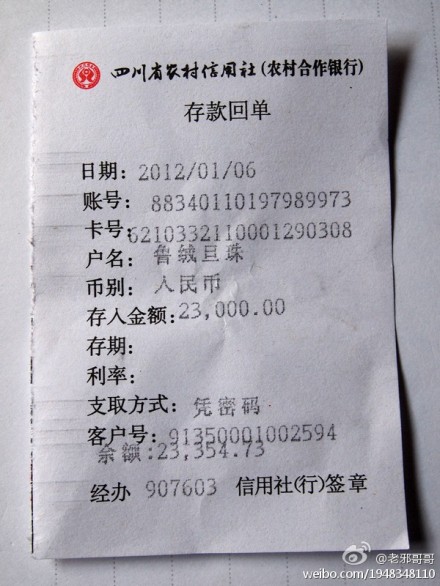 四川省农村信用社(农村合作银行)
存款回单
日期: 2012/01/06
账号: 88340110197989973
卡号: 6210332110001290308
户名: 鲁绒旦珠
币别: 人民币
存入金额: 23,000.00
存期:
利率:
支取方式: 凭密码
客户号: 91350001002594
余额:23,354.73
经办 907603 信用社(行)签章
@老邪哥哥
weibo.com/1948348110